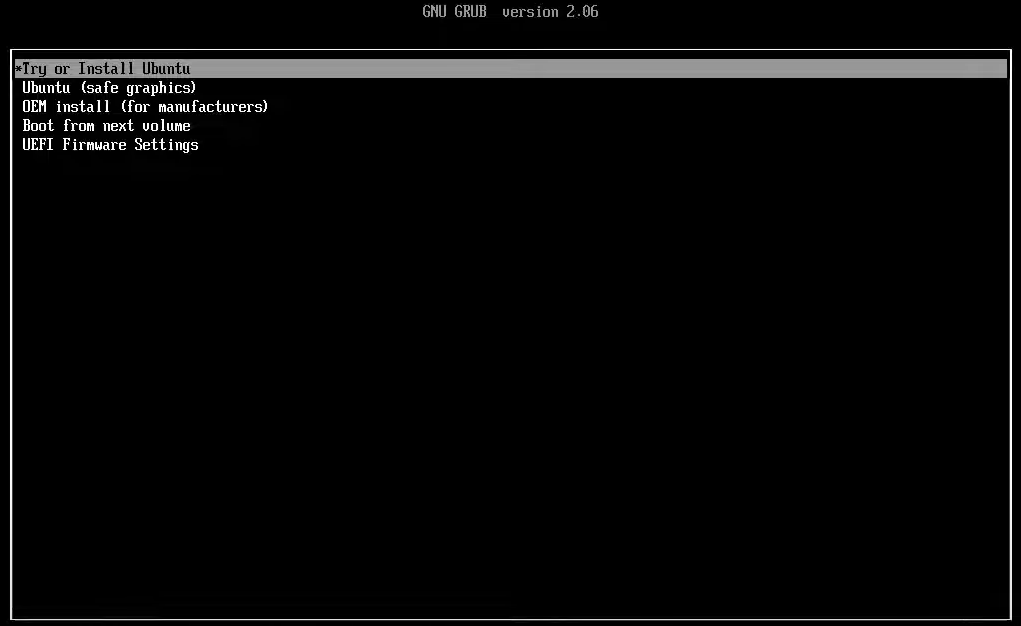 GNU GRUB  version 2.06
*Try or Install Ubuntu
Ubuntu (safe graphics)
OEM install (for manufacturers)
Boot from next volume
UEFI Firmware Settings